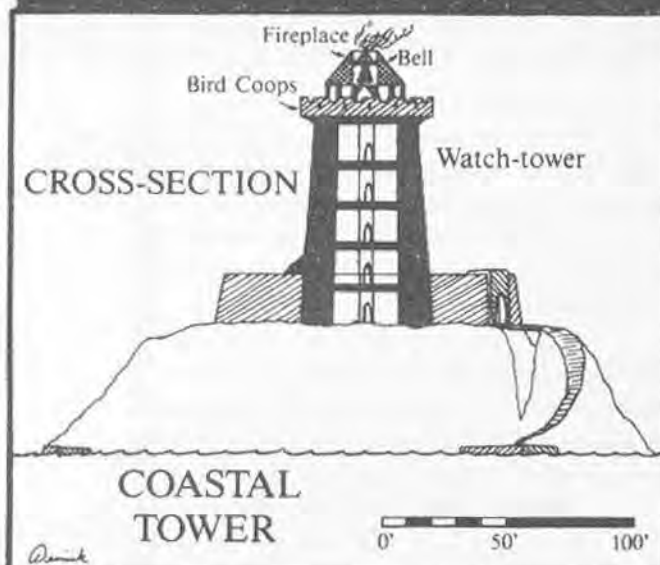 Fireplace
Bell
Bird Coops
Watch-tower
CROSS-SECTION
COASTAL
TOWER
0' 50' 100'